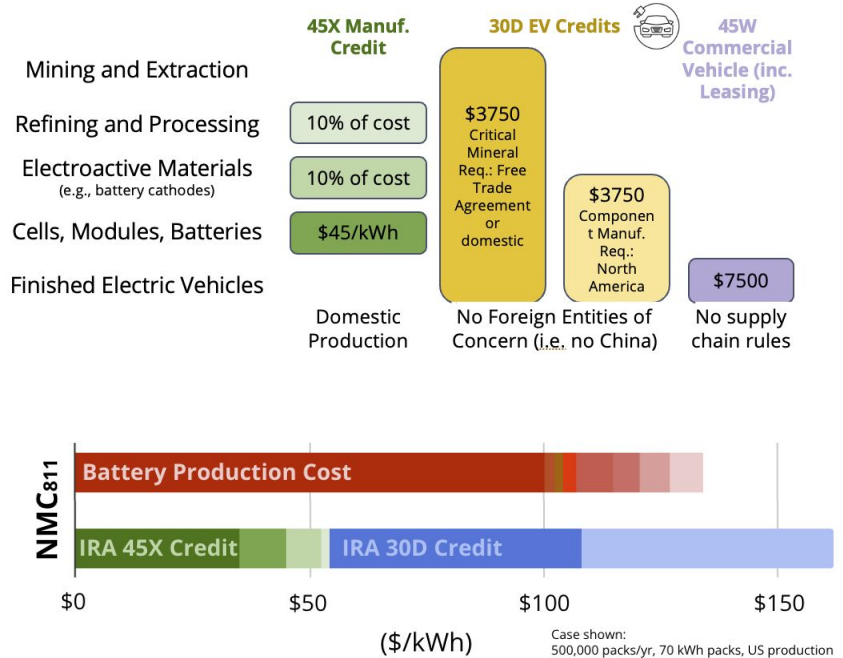 45X Manuf.
Credit
30D EV Credits
45W
Commercial
Vehicle (inc.
Leasing)
Mining and Extraction
Refining and Processing
Electroactive Materials
(e.g., battery cathodes)
Cells, Modules, Batteries
Finished Electric Vehicles
10% of cost
10% of cost
$45/kWh
$3750
Critical
Mineral
Req.: Free
Trade
Agreement
or
domestic
$3750
Componen
t Manuf.
Req.:
North
America
$7500
Domestic
Production
No Foreign Entities of
Concern (i.e. no China)
No supply
chain rules
NMC811
Battery Production Cost
IRA 45X Credit
IRA 30D Credit
$0
$50
$100
$150
($/kWh)
Case shown:
500,000 packs/yr, 70 kWh packs, US production